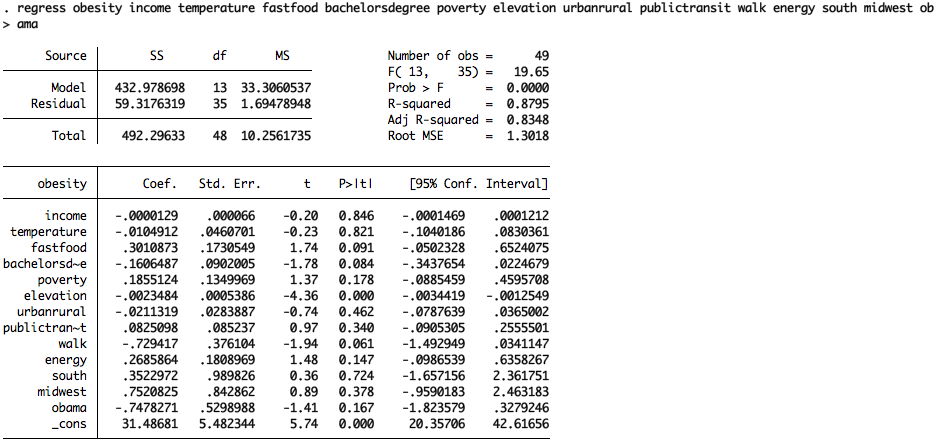 . regress obesity income temperature fastfood bachelorsdegree poverty elevation urbanrural publictransit walk energy south midwest ob
> ama
Source SS df MS Number of obs = 49
F( 13, 35) = 19.65
Model 432.978698 13 33.3060537 Prob > F = 0.0000
Residual 59.3176319 35 1.69478948 R-squared = 0.8795
Adj R-squared = 0.8348
Total 492.29633 48 10.2561735 Root MSE = 1.3018
obesity Coef. Std. Err. t P>|t| [95% Conf. Interval]
income -.0000129 .000066 -0.20 0.846 -.0001469 .0001212
temperature -.0104912 .0460701 -0.23 0.821 -.1040186 .0830361
fastfood .3010873 .1730549 1.74 0.091 -.0502328 .6524075
bachelorsd~e -.1606487 .0902005 -1.78 0.084 -.3437654 .0224679
poverty .1855124 .1349969 1.37 0.178 -.0885459 .4595708
elevation -.0023484 .0005386 -4.36 0.000 -.0034419 -.0012549
urbanrural -.0211319 .0283887 -0.74 0.462 -.0787639 .0365002
publictran~t .0825098 .085237 0.97 0.340 -.0905305 .2555501
walk -.729417 .376104 -1.94 0.061 -1.492949 .0341147
energy .2685864 .1808969 1.48 0.147 -.0986539 .6358267
south .3522972 .989826 0.36 0.724 -1.657156 2.361751
midwest .7520825 .842862 0.89 0.378 -.9590183 2.463183
obama -.7478271 .5298988 -1.41 0.167 -1.823579 .3279246
_cons 31.48681 5.482344 5.74 0.000 20.35706 42.61656